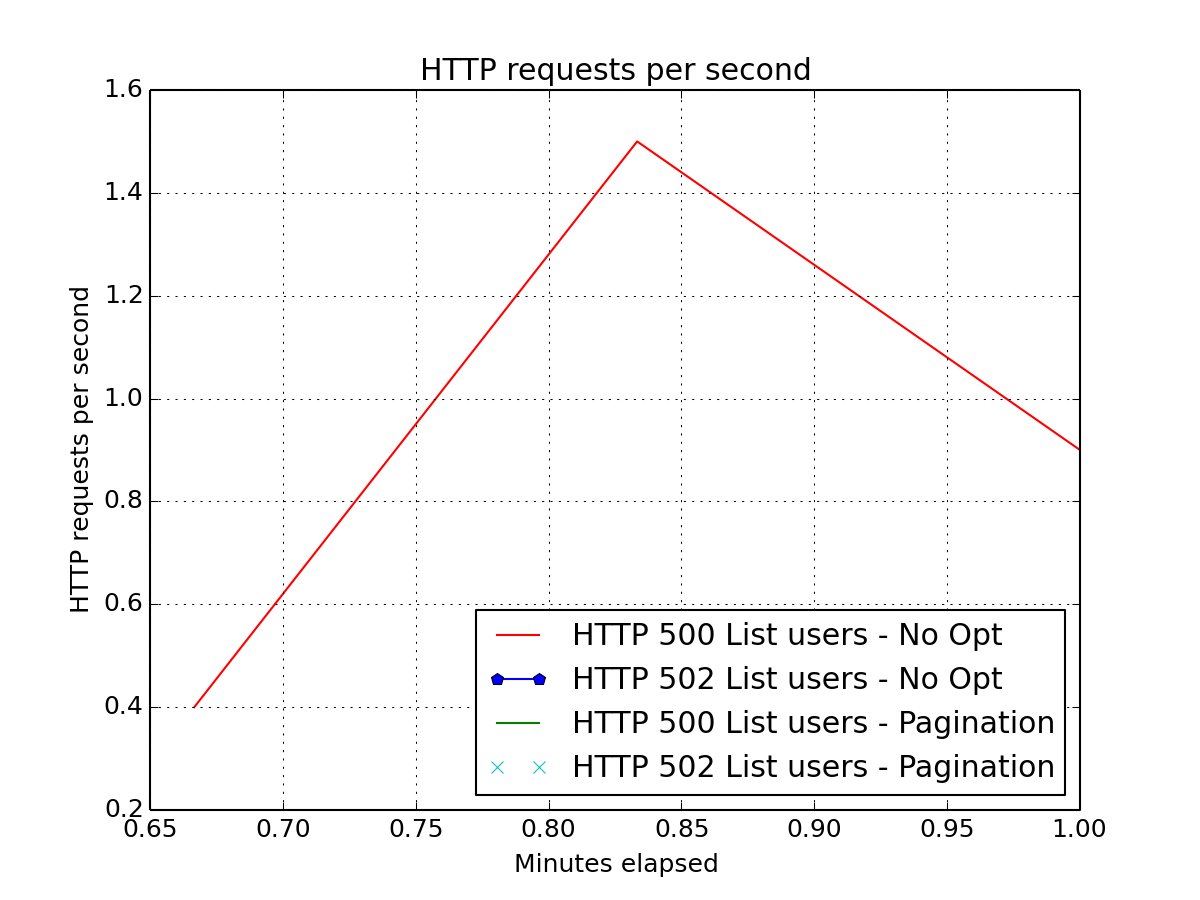 HTTP requests per second
1.6
1.4
1.2
1.0
0.8
0.6
0.4
0.2
HTTP requests per second
HTTP 500 List users - No Opt
HTTP 502 List users - No Opt
HTTP 500 List users - Pagination
HTTP 502 List users - Pagination
0.65 0.70 0.75 0.80 0.85 0.90 0.95 1.00
Minutes elapsed